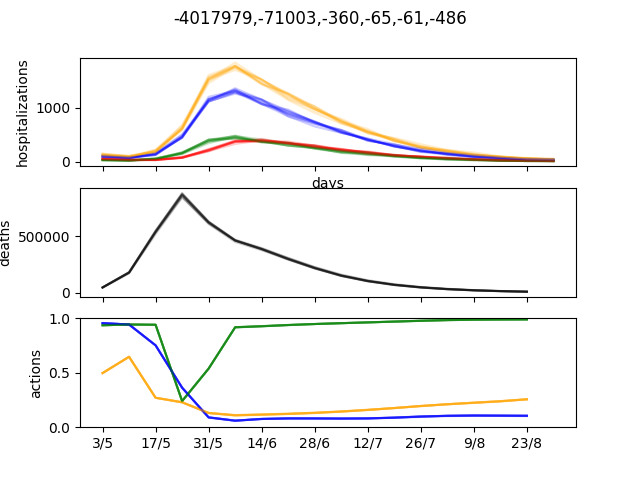 -4017979,-71003,-360,-65,-61,-486
hospitalizations
1000
0
days
deaths
500000
0
actions
1.0
0.5
0.0
3/5 17/5 31/5 14/6 28/6 12/7 26/7 9/8 23/8